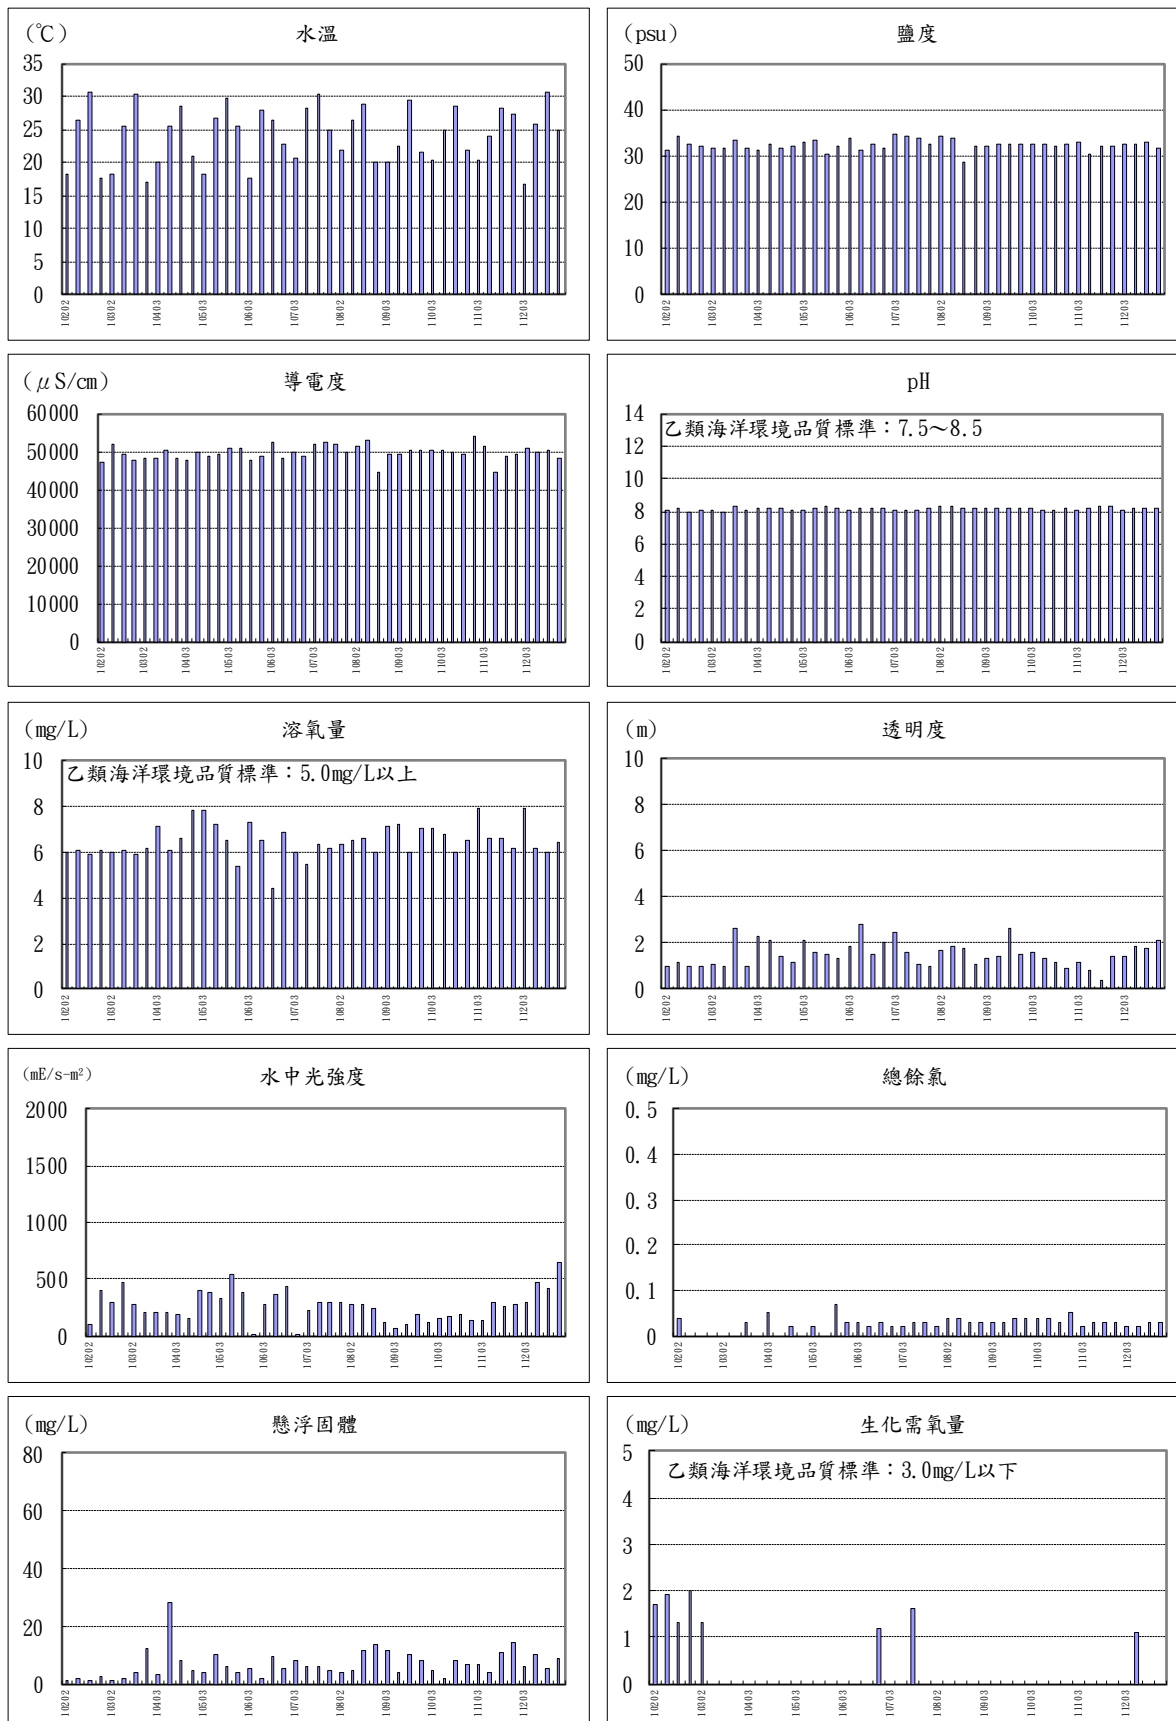 (℃) 水溫
35
30
25
20
15
10
5
0
10202 10302 10403 10503 10603 10703 10802 10903 11003 11103 11203
(psu) 鹽度
50
40
30
20
10
0
10202 10302 10403 10503 10603 10703 10802 10903 11003 11103 11203
(μS/cm) 導電度
60000
50000
40000
30000
20000
10000
0
10202 10302 10403 10503 10603 10703 10802 10903 11003 11103 11203
pH
乙類海洋環境品質標準：7.5～8.5
14
12
10
8
6
4
2
0
10202 10302 10403 10503 10603 10703 10802 10903 11003 11103 11203
(mg/L) 溶氧量
乙類海洋環境品質標準：5.0mg/L以上
10
8
6
4
2
0
10202 10302 10403 10503 10603 10703 10802 10903 11003 11103 11203
(m) 透明度
10
8
6
4
2
0
10202 10302 10403 10503 10603 10703 10802 10903 11003 11103 11203
(mE/s-m²) 水中光強度
2000
1500
1000
500
0
10202 10302 10403 10503 10603 10703 10802 10903 11003 11103 11203
(mg/L) 總餘氯
0.5
0.4
0.3
0.2
0.1
0
10202 10302 10403 10503 10603 10703 10802 10903 11003 11103 11203
(mg/L) 懸浮固體
80
60
40
20
0
10202 10302 10403 10503 10603 10703 10802 10903 11003 11103 11203
(mg/L) 生化需氧量
乙類海洋環境品質標準：3.0mg/L以下
5
4
3
2
1
0
10202 10302 10403 10503 10603 10703 10802 10903 11003 11103 11203